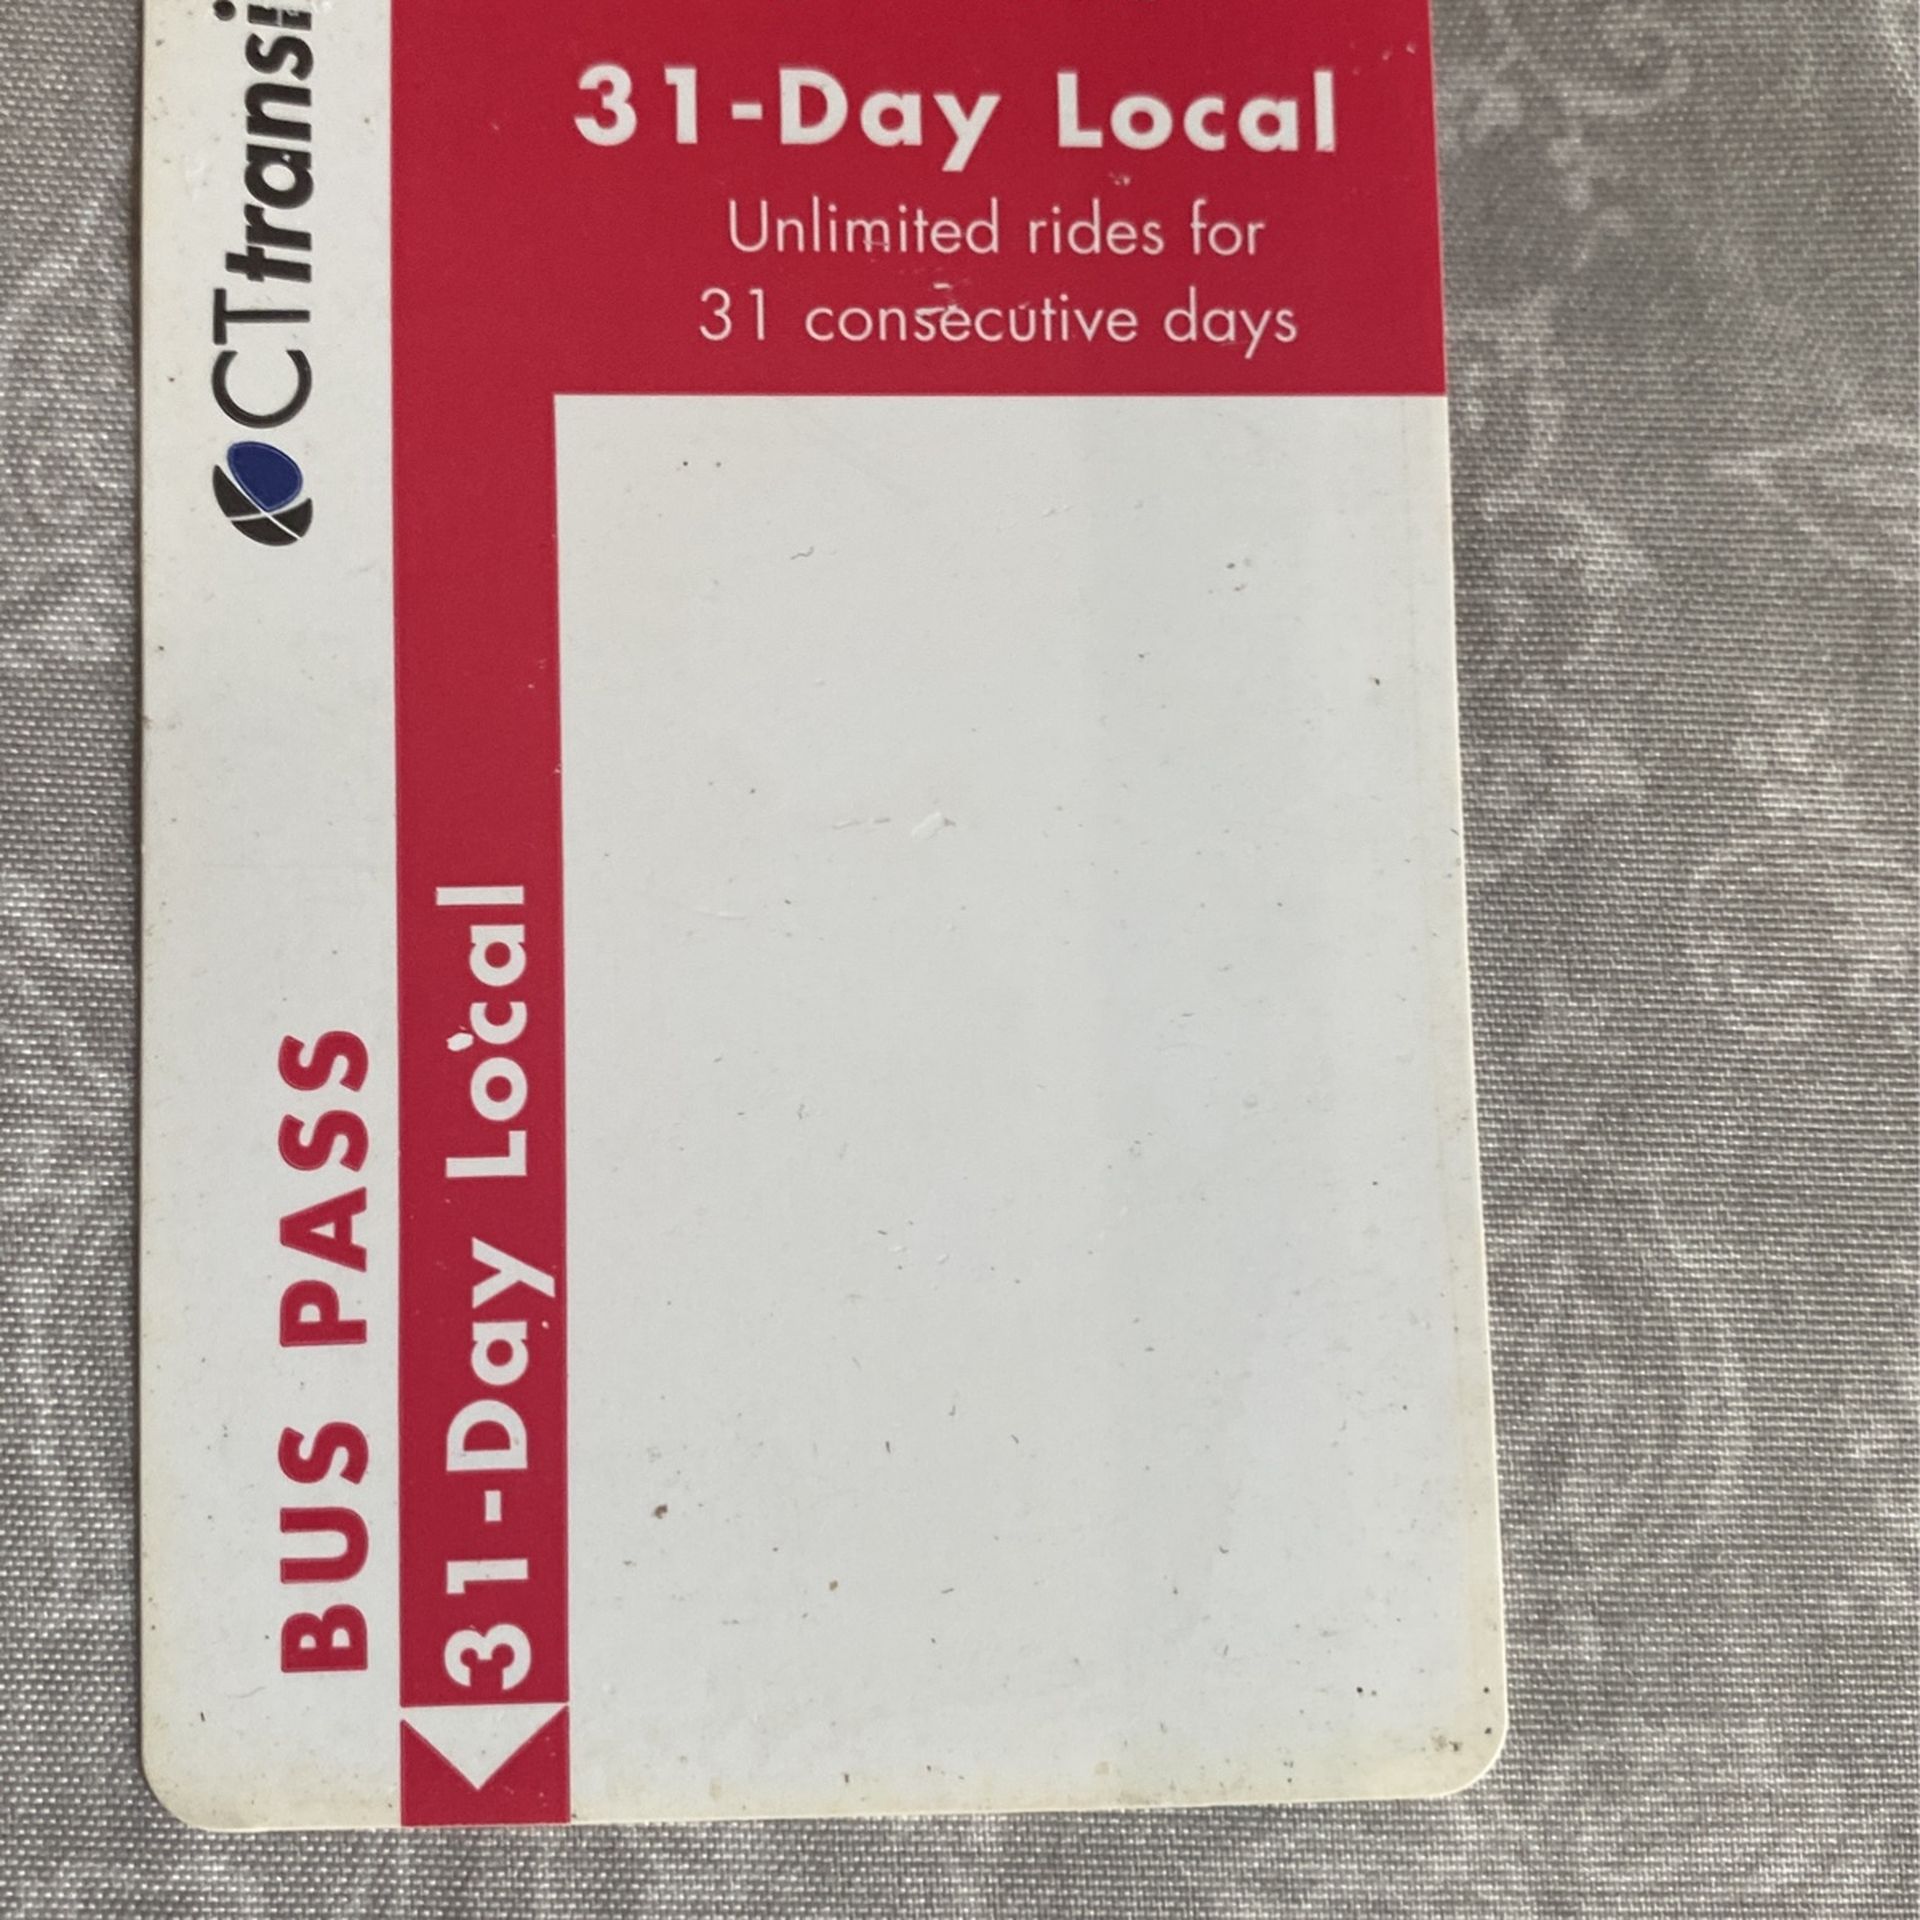 31-Day Local
Unlimited rides for
31 consecutive days
CTtransi
BUS PASS
31-Day Local